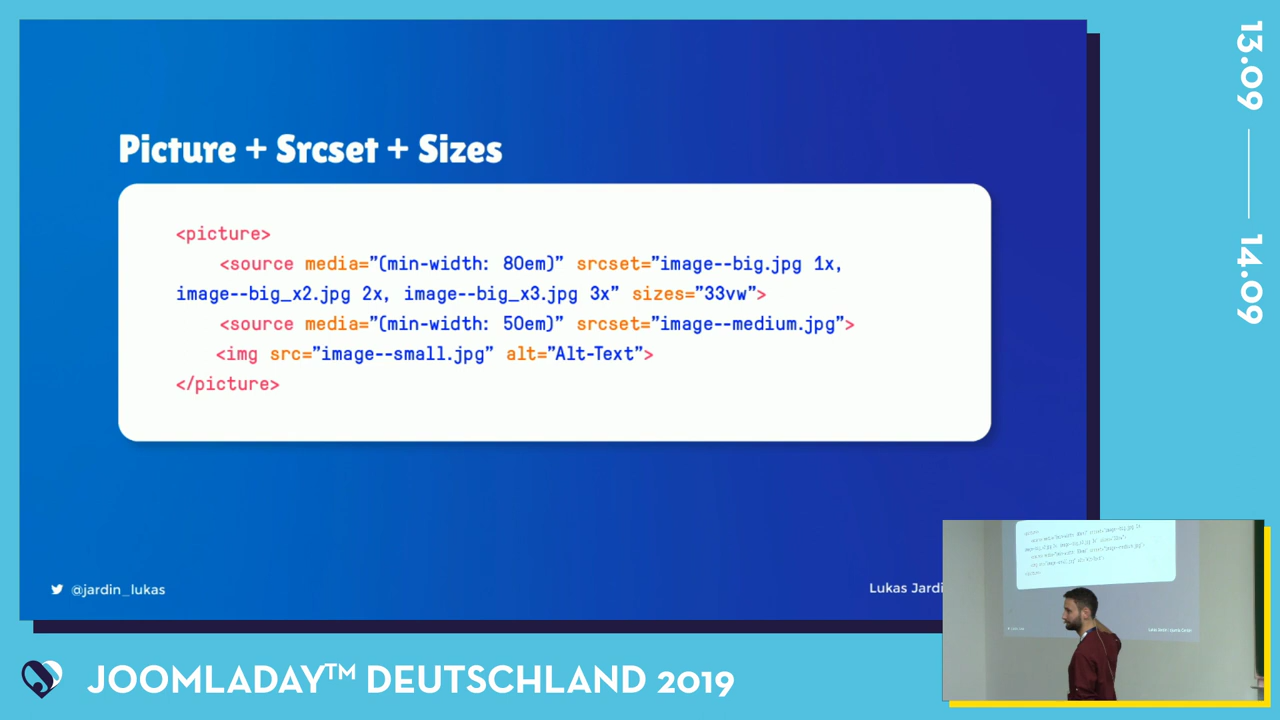 Picture + Srcset + Sizes
<picture>
<source media=”(min-width: 80em)” srcset=”image--big.jpg 1x,
image--big_x2.jpg 2x, image--big_x3.jpg 3x” sizes=”33vw”>
<source media=”(min-width: 50em)” srcset=”image--medium.jpg”>
<img src=”image--small.jpg” alt=”Alt-Text”>
</picture>
@jardin_lukas
Lukas Jardi
13.09
14.09
JOOMLADAY™ DEUTSCHLAND 2019